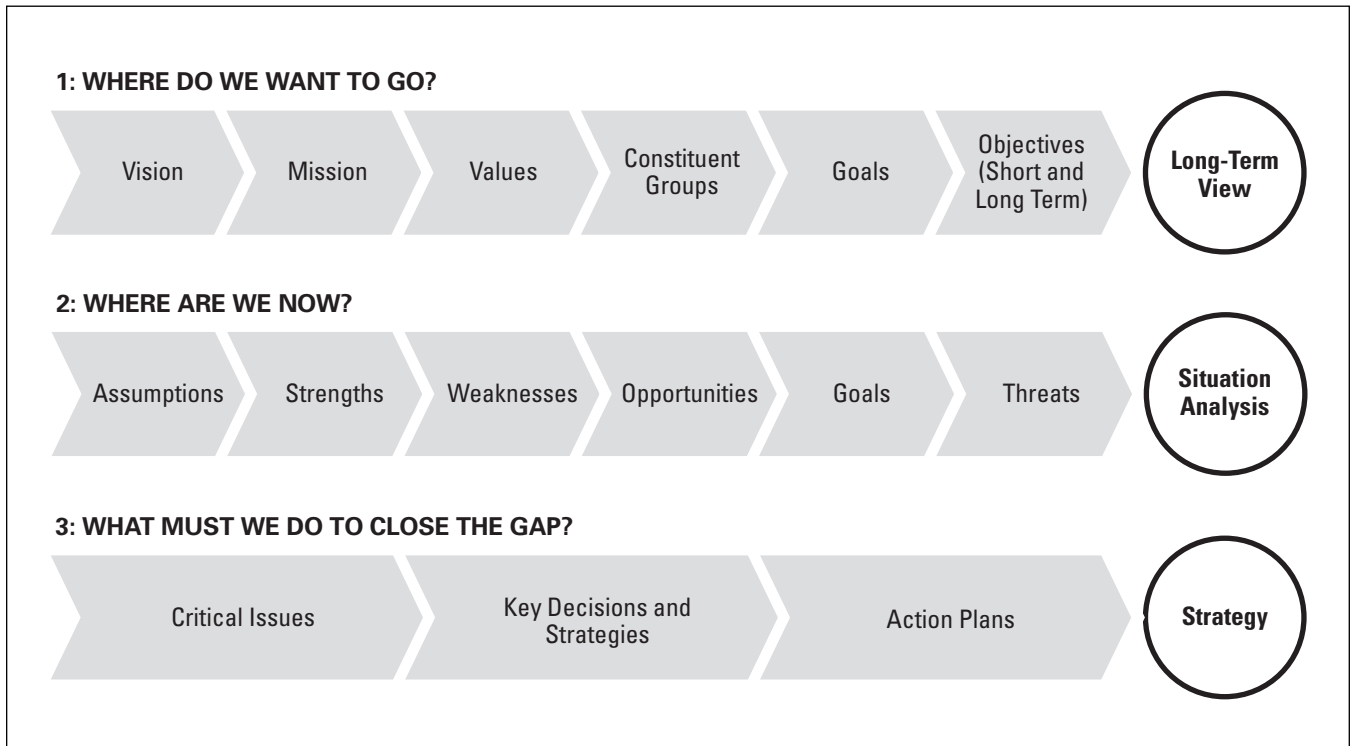 1: WHERE DO WE WANT TO GO?
Vision
Mission
Values
Constituent
Groups
Goals
Objectives
(Short and
Long Term)
Long-Term
View
2: WHERE ARE WE NOW?
Assumptions
Strengths
Weaknesses
Opportunities
Goals
Threats
Situation
Analysis
3: WHAT MUST WE DO TO CLOSE THE GAP?
Critical Issues
Key Decisions and
Strategies
Action Plans
Strategy